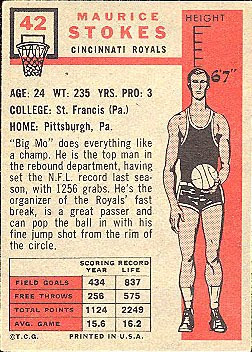 42
MAURICE
STOKES
CINCINNATI ROYALS
HEIGHT
6'7"
AGE: 24 WT: 235 YRS. PRO: 3
COLLEGE: St. Francis (Pa.)
HOME: Pittsburgh, Pa.
"Big Mo" does everything like
a champ. He is the top man in
the rebound department, having
set the N.F.L. record last sea-
son, with 1256 grabs. He's the
organizer of the Royals' fast
break, is a great passer and
can pop the ball in with his
fine jump shot from the rim of
the circle.
SCORING RECORD
YEAR LIFE
FIELD GOALS 434 837
FREE THROWS 256 575
TOTAL POINTS 1124 2249
AVG. GAME 15.6 16.2
©T.C.G. PRINTED IN U.S.A.